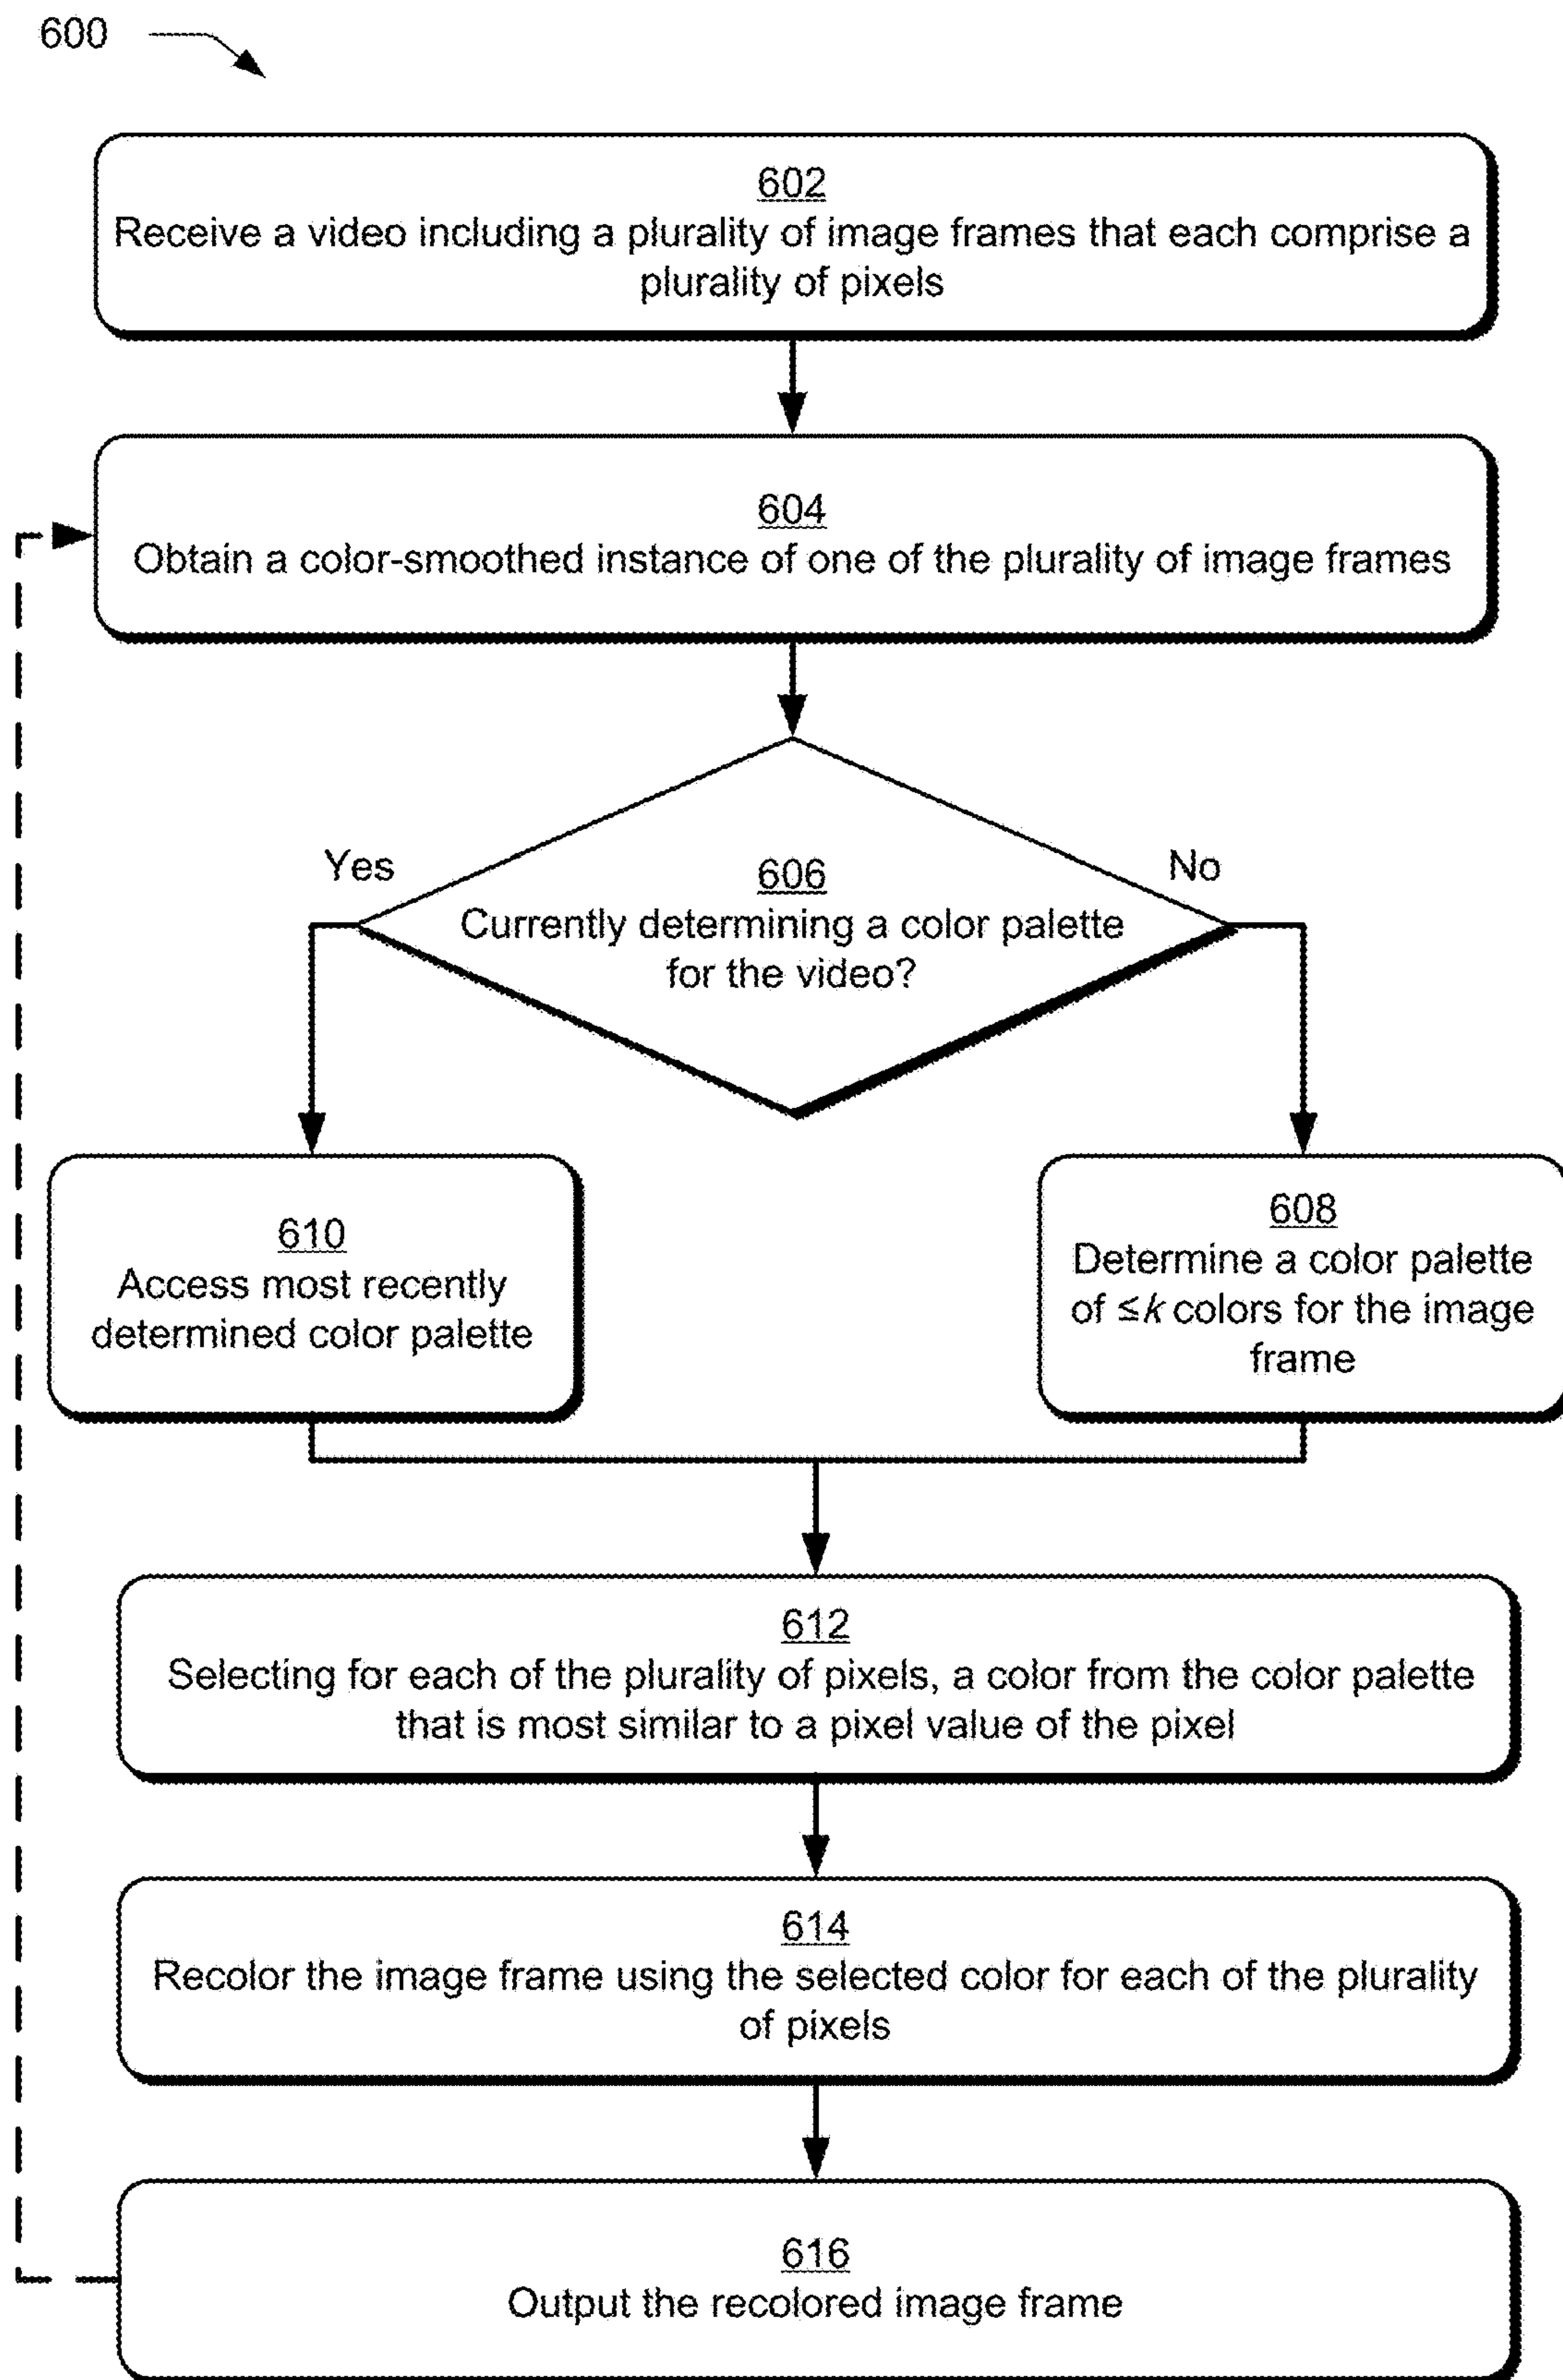 600
602
Receive a video including a plurality of image frames that each comprise a
plurality of pixels
604
Obtain a color-smoothed instance of one of the plurality of image frames
Yes
No
606
Currently determining a color palette
for the video?
610
Access most recently
determined color palette
608
Determine a color palette
of ≤k colors for the image
frame
612
Selecting for each of the plurality of pixels, a color from the color palette
that is most similar to a pixel value of the pixel
614
Recolor the image frame using the selected color for each of the plurality
of pixels
616
Output the recolored image frame